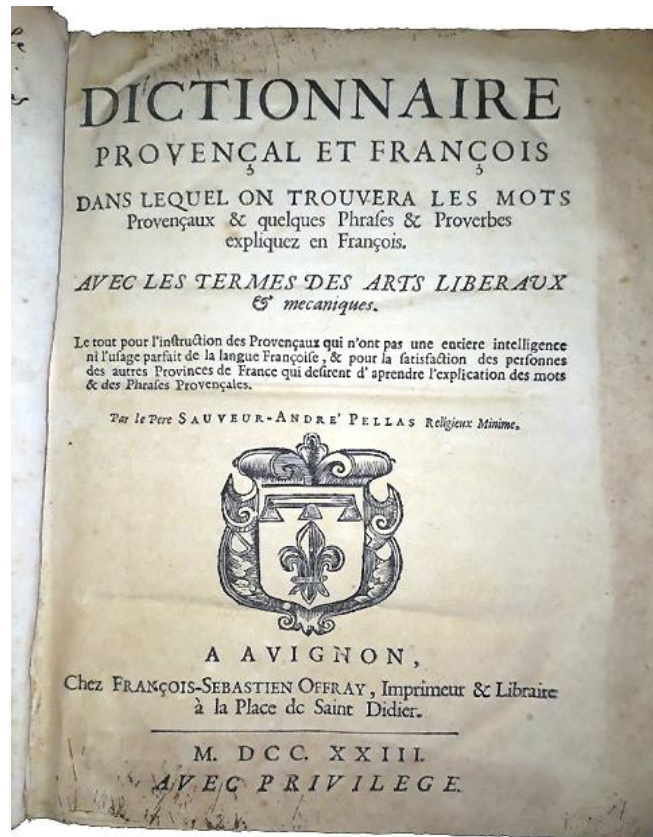 DICTIONNAIRE
PROVENÇAL ET FRANÇOIS
DANS LEQUEL ON TROUVERA LES MOTS
Provençaux & quelques Phraſes & Proverbes
expliquez en François.
AVEC LES TERMES DES ARTS LIBERAUX
& mecaniques.
Le tout pour l'inſtruction des Provençaux qui n'ont pas une entiere intelligence
ni l'uſage parfait de la langue Françoiſe, & pour la ſatisfaction des perſonnes
des autres Provinces de France qui deſirent d'aprendre l'explication des mots
& des Phraſes Provençales.
Par le Pere SAUVEUR-ANDRE' PELLAS Religieux Minime,
A AVIGNON,
Chez FRANÇOIS-SEBASTIEN OFFRAY, Imprimeur & Libraire
à la Place de Saint Didier.
M. DCC. XXIII.
AVEC PRIVILEGE.